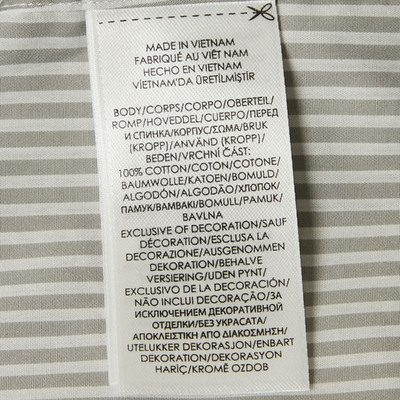 MADE IN VIETNAM
FABRIQUÉ AU VIÊT NAM
HECHO EN VIETNAM
VİETNAM'DA ÜRETİLMİŞTİR
BODY/CORPS/CORPO/OBERTEIL/
ROMP/HOVEDDEL/CUERPO/ПЕРЕД
И СПИНКА/КОРПУС/ΣΩΜΑ/BRUK
(KROPP)/ANVÄND (KROPP)/
BEDEN/VRCHNÍ ČÁST:
100% COTTON/COTON/COTONE/
BAUMWOLLE/KATOEN/BOMULD/
ALGODÓN/ALGODÃO/ХЛОПОК/
ПАМУК/ΒΑΜΒΑΚΙ/BOMULL/PAMUK/
BAVLNA
EXCLUSIVE OF DECORATION/SAUF
DÉCORATION/ESCLUSA LA
DECORAZIONE/AUSGENOMMEN
DEKORATION/BEHALVE
VERSIERING/UDEN PYNT/
EXCLUSIVO DE LA DECORACIÓN/
NÃO INCLUI DECORAÇÃO/ЗА
ИСКЛЮЧЕНИЕМ ДЕКОРАТИВНОЙ
ОТДЕЛКИ/БЕЗ УКРАСАТА/
ΑΠΟΚΛΕΙΣΤΙΚΗ ΑΠΟ ΔΙΑΚΟΣΜΗΣΗ/
UTELUKKER DEKORASJON/ENBART
DEKORATION/DEKORASYON
HARİÇ/KROMĚ OZDOB